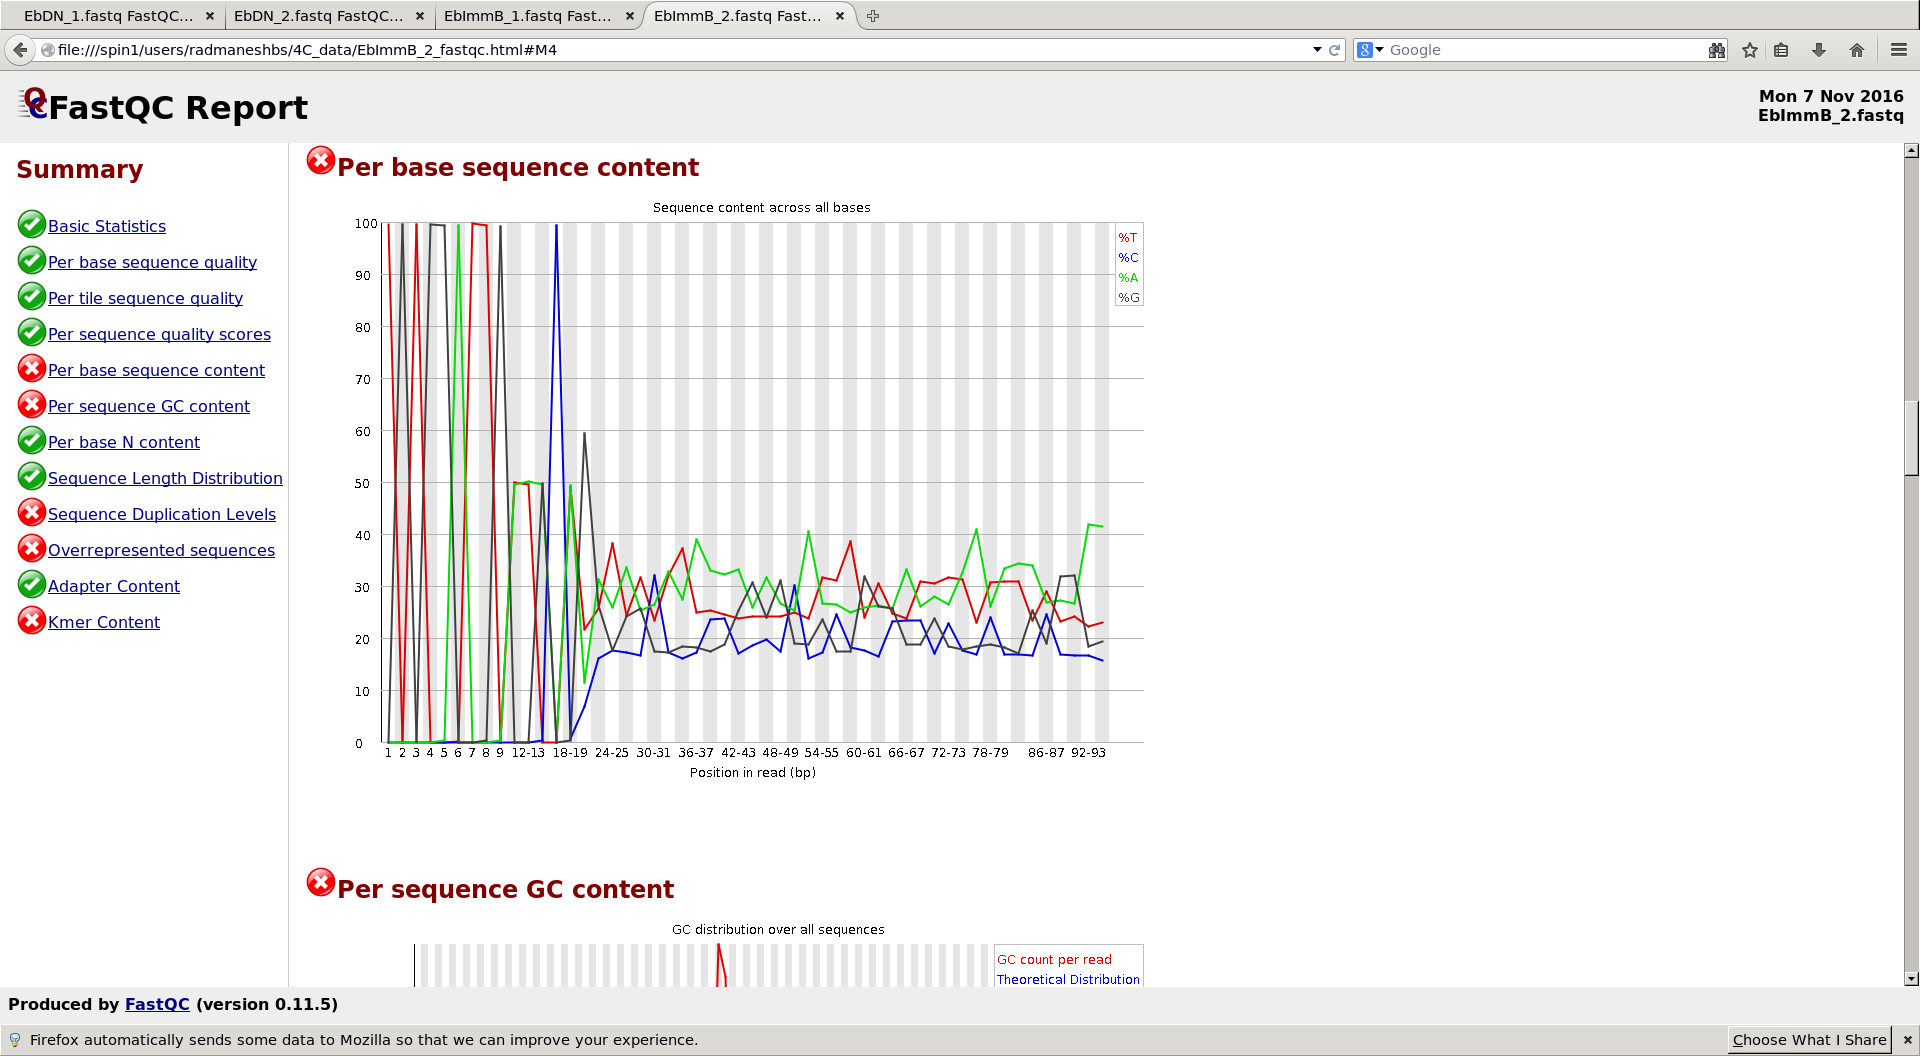 EbDN_1.fastq FastQC... EbDN_2.fastq FastQC... EbImmB_1.fastq Fast... EbImmB_2.fastq Fast...
file:///spin1/users/radmaneshbs/4C_data/EbImmB_2_fastqc.html#M4
Google
FastQC Report
Mon 7 Nov 2016
EbImmB_2.fastq
Summary
Basic Statistics
Per base sequence quality
Per tile sequence quality
Per sequence quality scores
Per base sequence content
Per sequence GC content
Per base N content
Sequence Length Distribution
Sequence Duplication Levels
Overrepresented sequences
Adapter Content
Kmer Content
Per base sequence content
Sequence content across all bases
100
90
80
70
60
50
40
30
20
10
0
%T
%C
%A
%G
1 2 3 4 5 6 7 8 9 12-13 18-19 24-25 30-31 36-37 42-43 48-49 54-55 60-61 66-67 72-73 78-79 86-87 92-93
Position in read (bp)
Per sequence GC content
GC distribution over all sequences
GC count per read
Theoretical Distribution
Produced by FastQC (version 0.11.5)
Firefox automatically sends some data to Mozilla so that we can improve your experience.
Choose What I Share